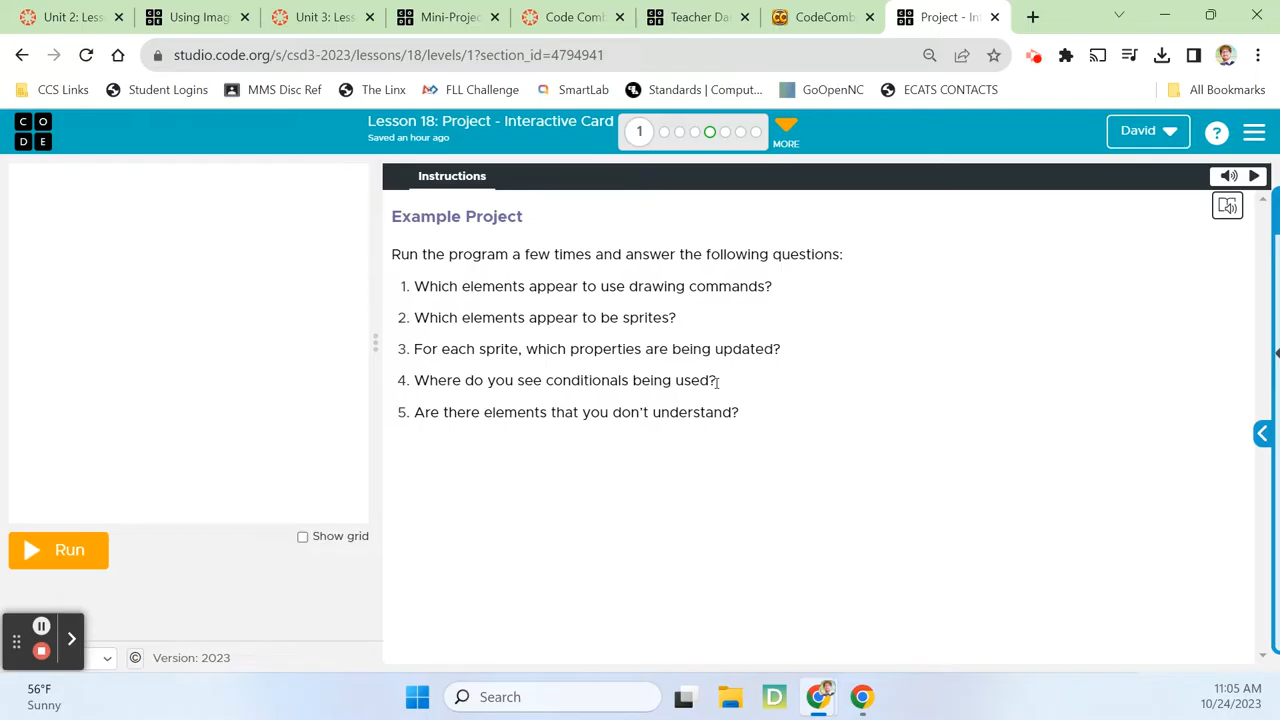 Unit 2: Less
Using Imag
Unit 3: Less
Mini-Projec
Code Comb
Teacher Da
CodeComb
Project - In
studio.code.org/s/csd3-2023/lessons/18/levels/1?section_id=4794941
CCS Links
Student Logins
MMS Disc Ref
The Linx
FLL Challenge
SmartLab
Standards | Comput...
GoOpenNC
ECATS CONTACTS
All Bookmarks
C O
D E
Lesson 18: Project - Interactive Card
Saved an hour ago
1
MORE
David
?
Instructions
Example Project
Run the program a few times and answer the following questions:
1. Which elements appear to use drawing commands?
2. Which elements appear to be sprites?
3. For each sprite, which properties are being updated?
4. Where do you see conditionals being used?
5. Are there elements that you don't understand?
Run
Show grid
© Version: 2023
56°F
Sunny
Search
D
11:05 AM
10/24/2023